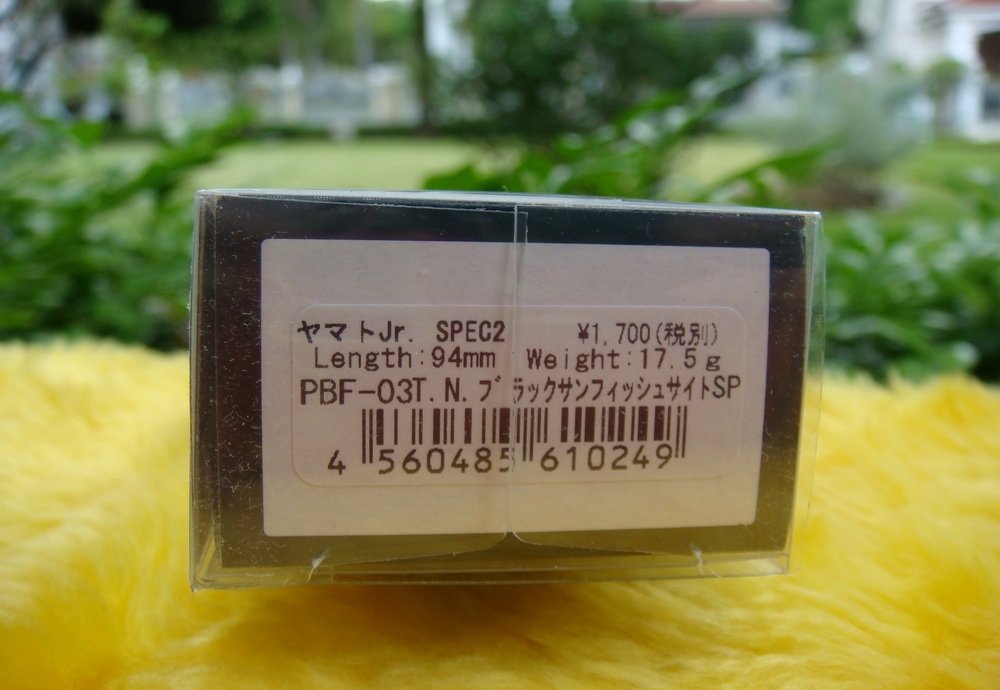 ヤマトJr. SPEC2 ¥1,700(税別)
Length:94mm Weight:17.5g
PBF-03T.N.ブラックサンフィッシュサイトSP
4 560485 610249